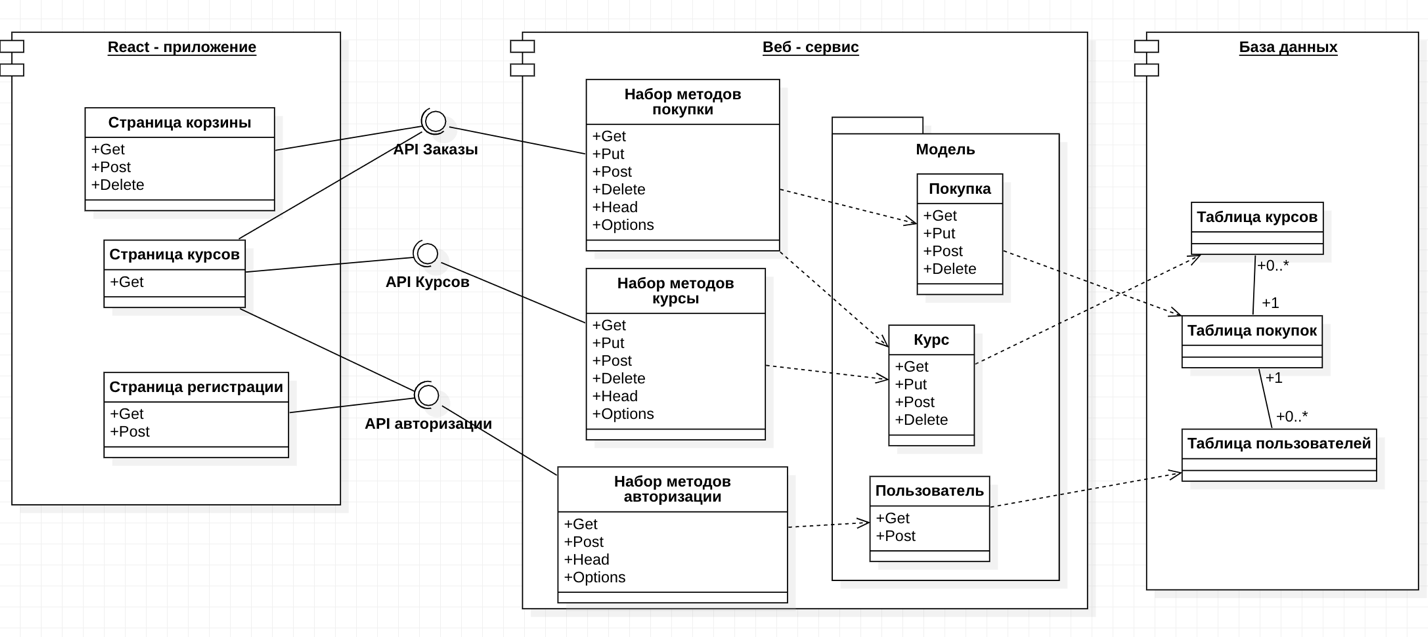 React - приложение
Страница корзины
+Get
+Post
+Delete
Страница курсов
+Get
Страница регистрации
+Get
+Post
API Заказы
API Курсов
API авторизации
Веб - сервис
Набор методов
покупки
+Get
+Put
+Post
+Delete
+Head
+Options
Набор методов
курсы
+Get
+Put
+Post
+Delete
+Head
+Options
Набор методов
авторизации
+Get
+Post
+Head
+Options
Модель
Покупка
+Get
+Put
+Post
+Delete
Курс
+Get
+Put
+Post
+Delete
Пользователь
+Get
+Post
База данных
Таблица курсов
+0..*
+1
Таблица покупок
+1
+0..*
Таблица пользователей